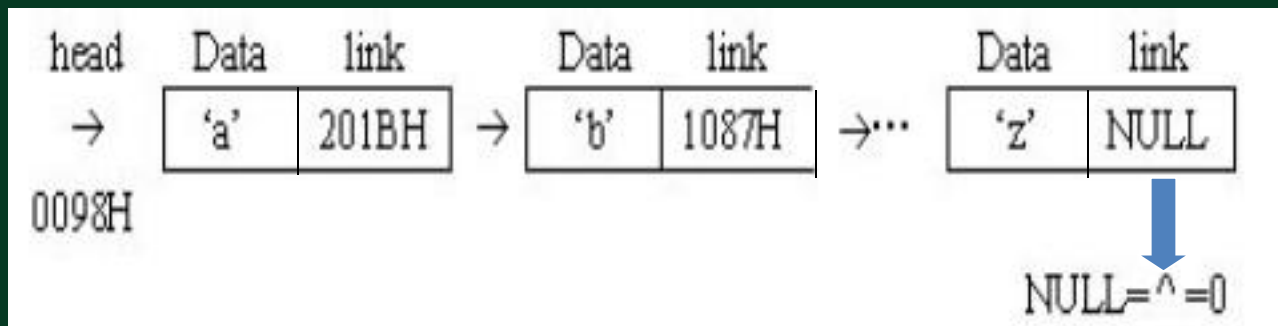 head Data link Data link Data link
→ ‘a’ 201BH → ‘b’ 1087H →··· ‘z’ NULL
0098H
NULL=^=0